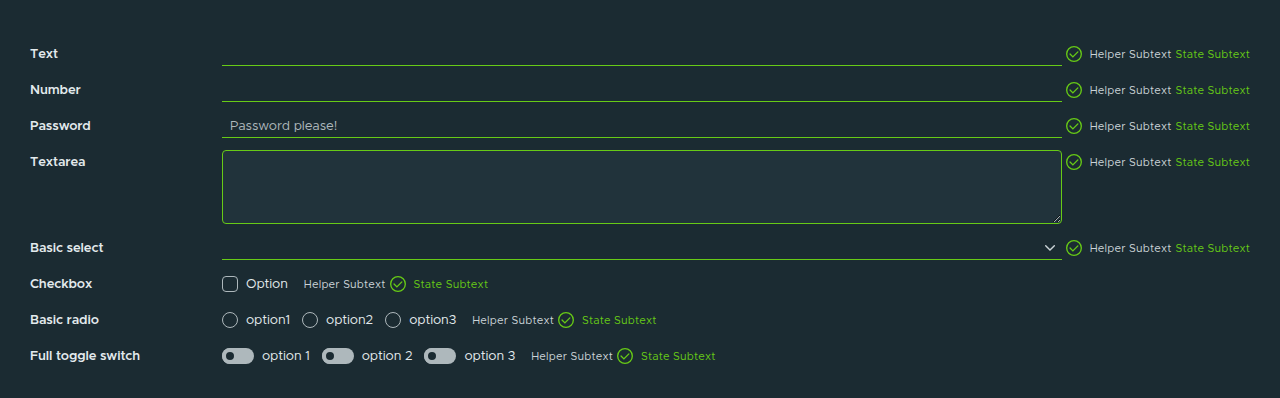 Text Helper Subtext State Subtext
Number Helper Subtext State Subtext
Password Password please! Helper Subtext State Subtext
Textarea Helper Subtext State Subtext
Basic select Helper Subtext State Subtext
Checkbox Option Helper Subtext State Subtext
Basic radio option1 option2 option3 Helper Subtext State Subtext
Full toggle switch option 1 option 2 option 3 Helper Subtext State Subtext